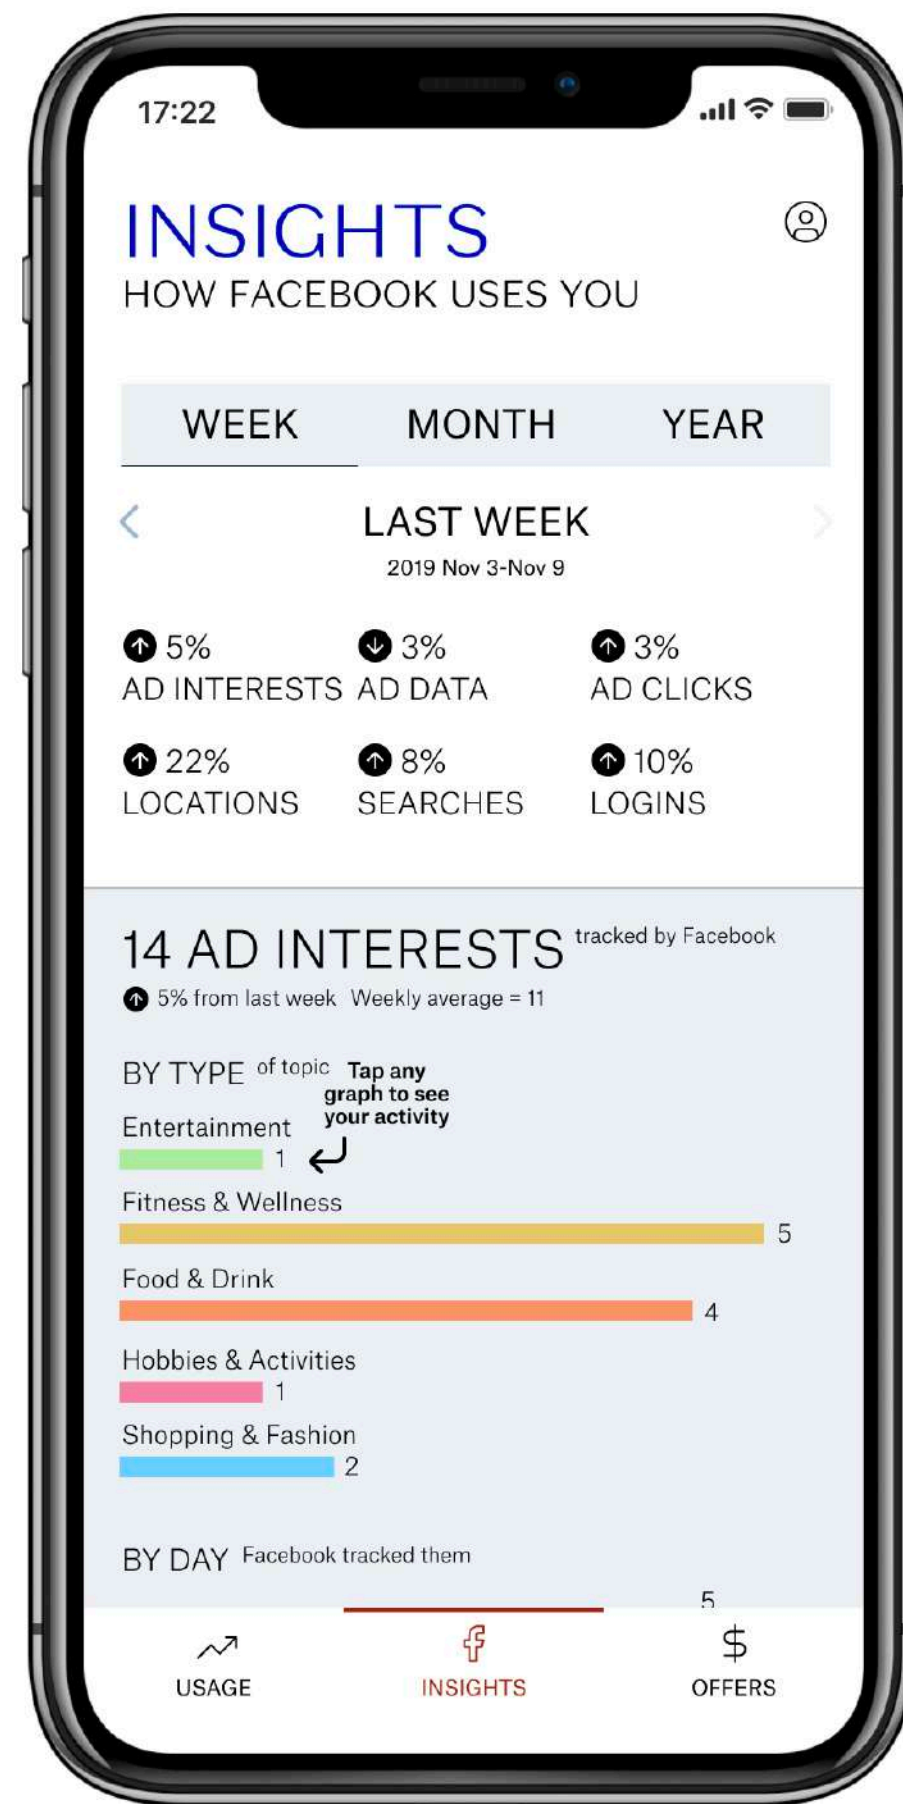 17:22
INSIGHTS
HOW FACEBOOK USES YOU
WEEK MONTH YEAR
LAST WEEK
2019 Nov 3-Nov 9
5% 3% 3%
AD INTERESTS AD DATA AD CLICKS
22% 8% 10%
LOCATIONS SEARCHES LOGINS
14 AD INTERESTS tracked by Facebook
5% from last week Weekly average = 11
BY TYPE of topic
Tap any
graph to see
your activity
Entertainment
1
Fitness & Wellness
5
Food & Drink
4
Hobbies & Activities
1
Shopping & Fashion
2
BY DAY Facebook tracked them
5
USAGE INSIGHTS $ OFFERS